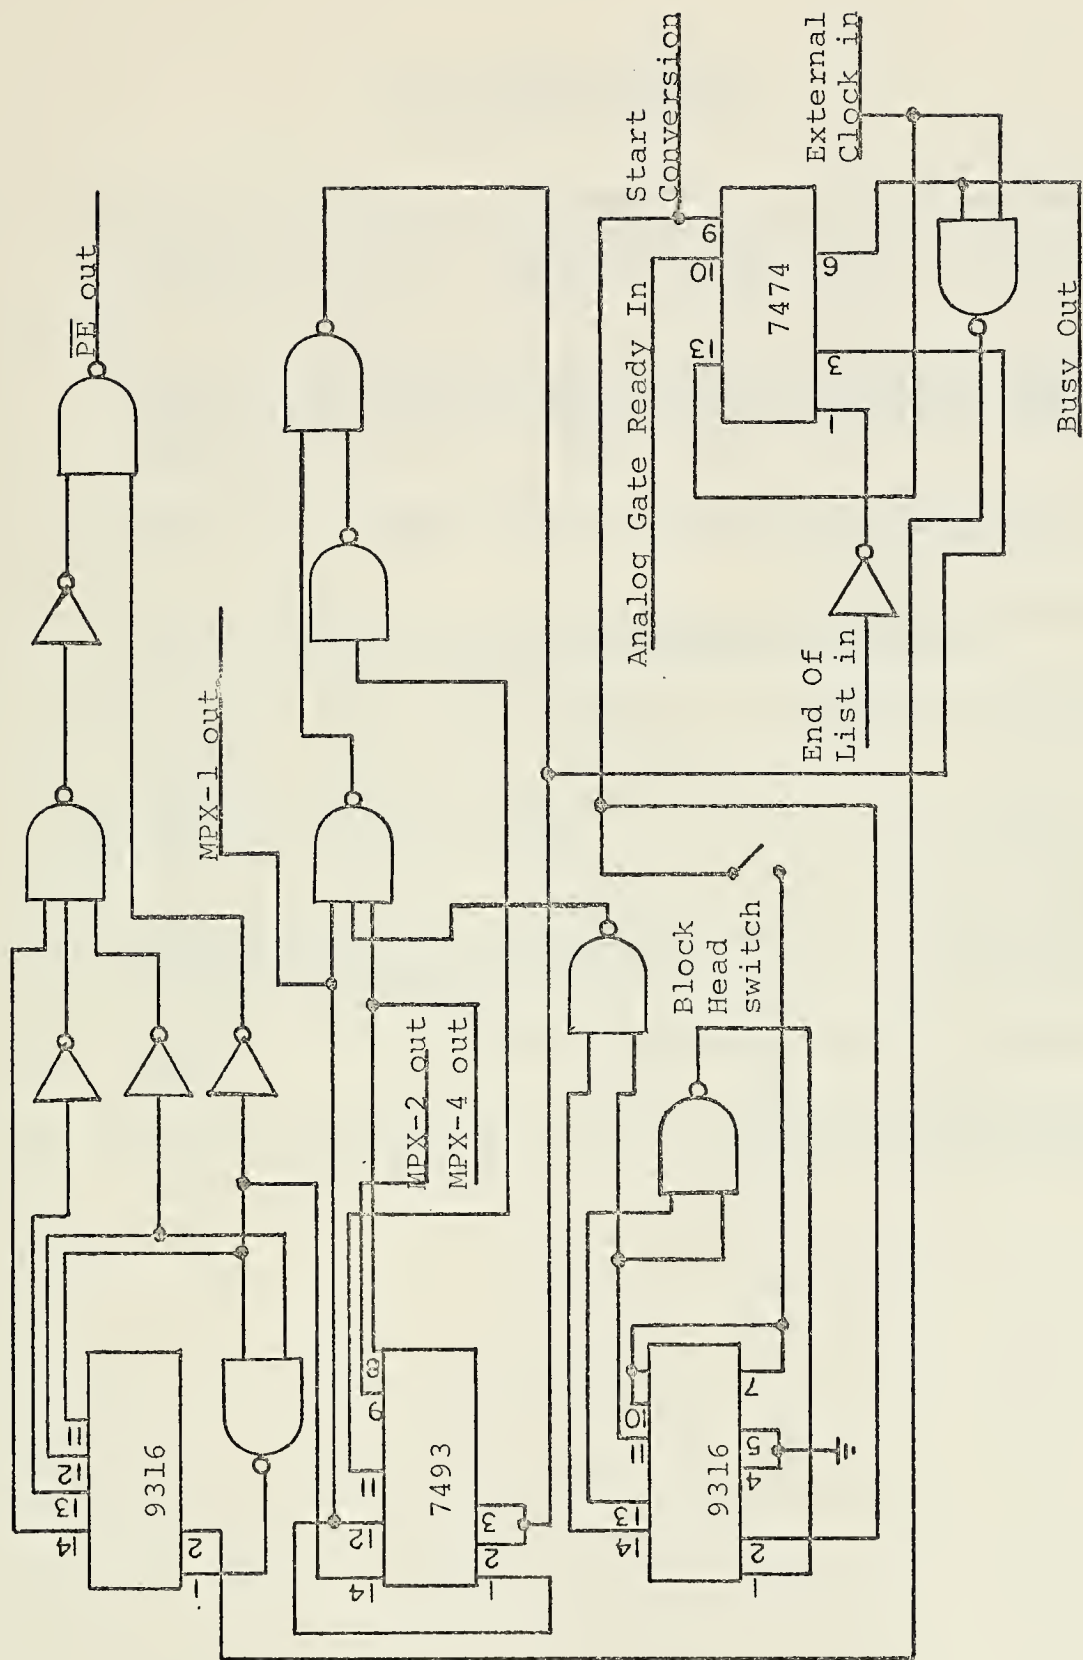 PE out
MPX-1 out
MPX-2 out
MPX-4 out
9316
14
13
12
11
1
2
7493
14
12
11
9
8
1
2
3
9316
14
13
11
10
1
2
4
5
7
Block
Head
switch
Start
Conversion
Analog Gate Ready In
7474
13
10
9
1
3
6
End Of
List in
External
Clock in
Busy Out